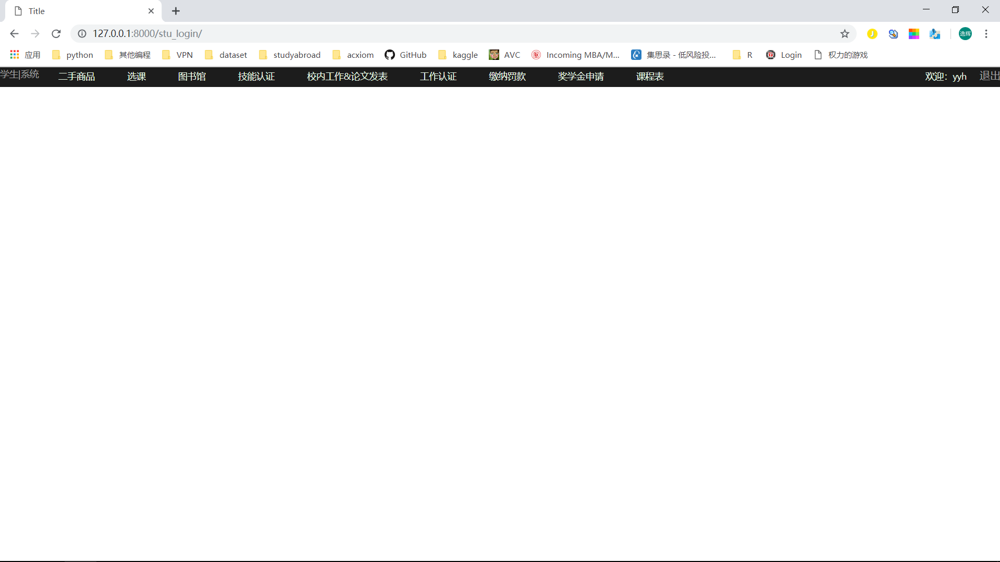 Title
127.0.0.1:8000/stu_login/
逸辉
应用 python 其他编程 VPN dataset studyabroad acxiom GitHub kaggle AVC Incoming MBA/M... 集思录 - 低风险投... R Login 权力的游戏
学生|系统 二手商品 选课 图书馆 技能认证 校内工作&论文发表 工作认证 缴纳罚款 奖学金申请 课程表 欢迎：yyh 退出